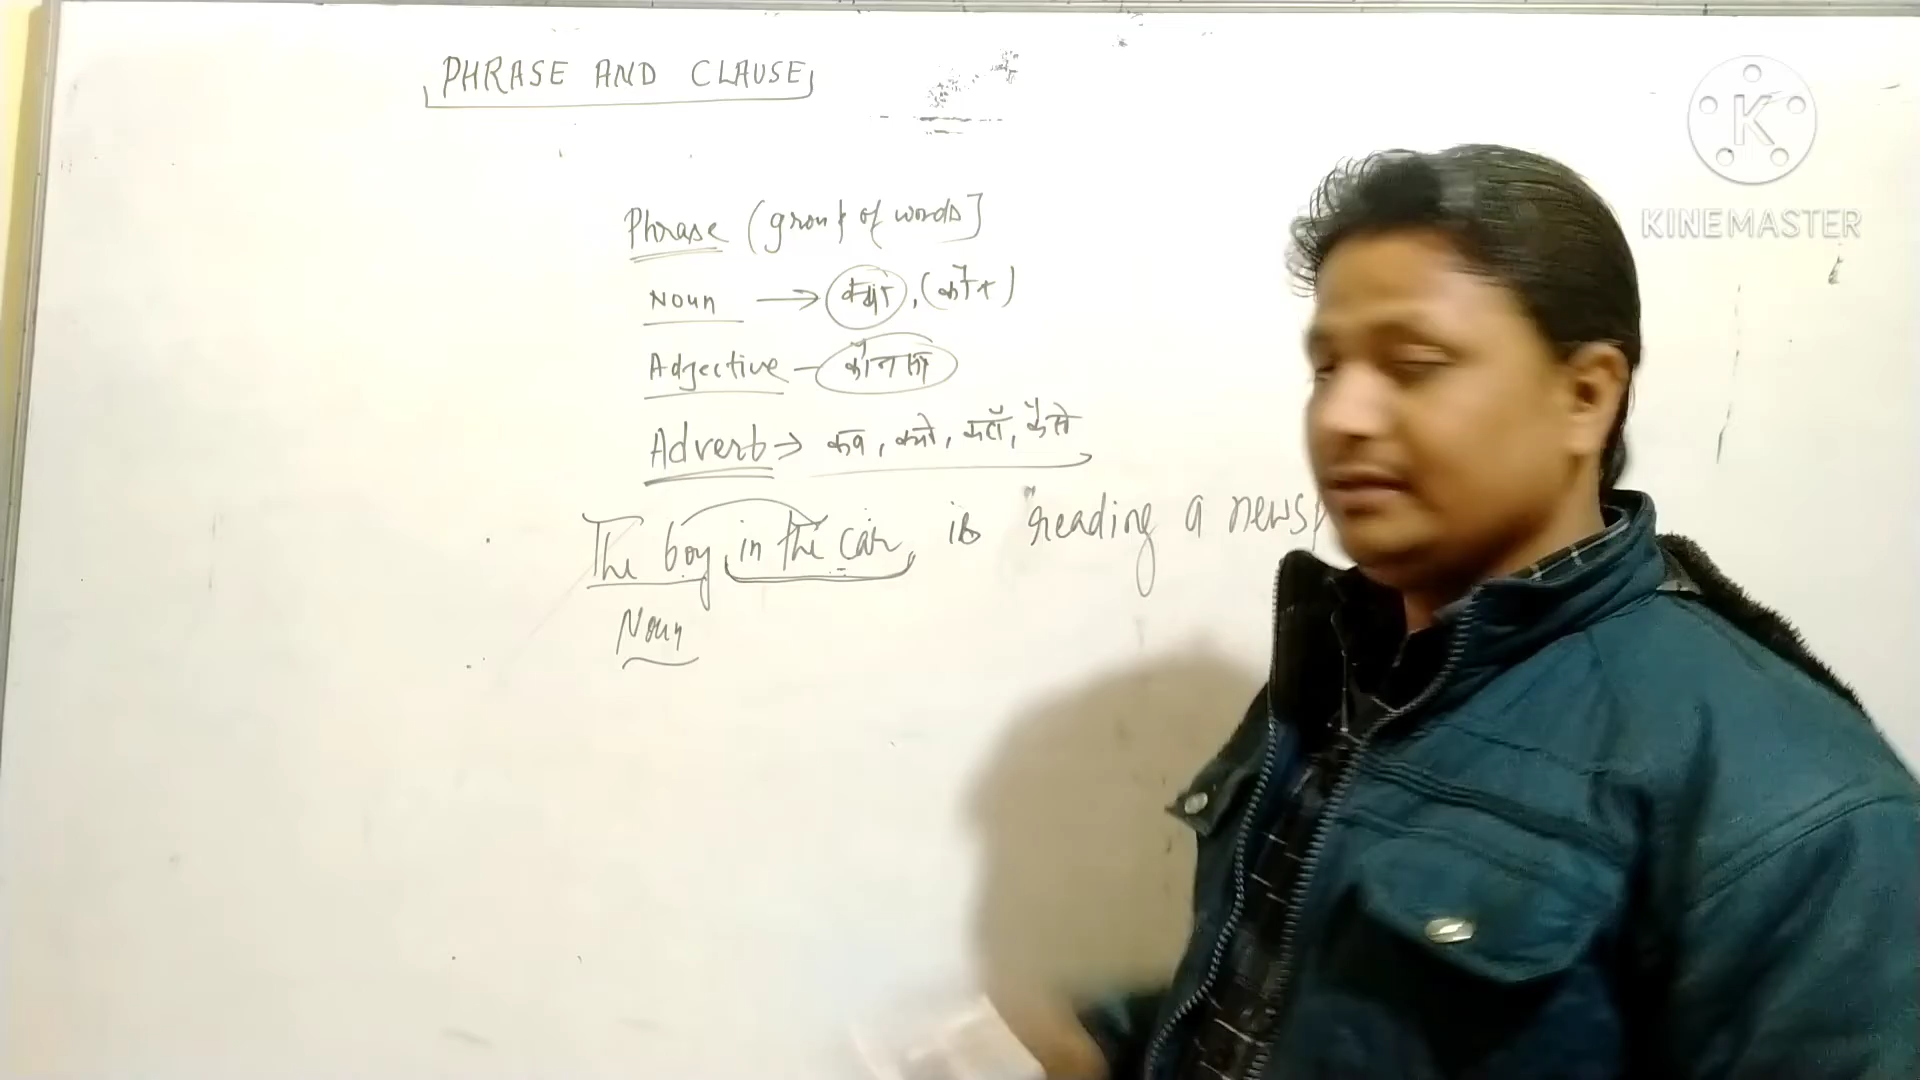 PHRASE AND CLAUSE
K
KINEMASTER
Phrase (group of words]
Noun → क्या, (कौन)
Adjective - कौन सा
Adverb → कब, क्यों, कहाँ, कैसे
The boy in the car is reading a news
Noun